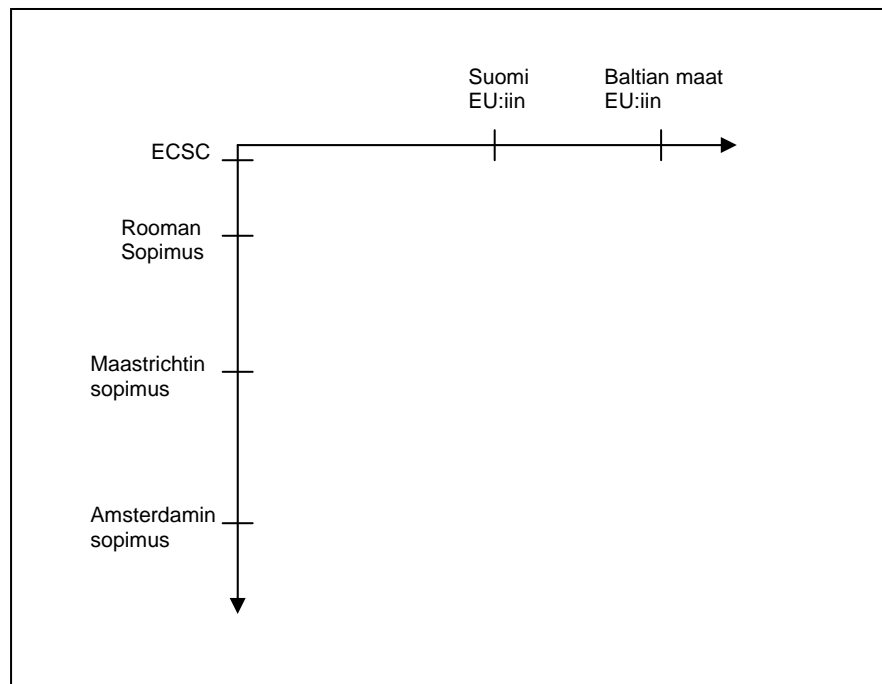 Suomi
EU:iin
Baltian maat
EU:iin
ECSC
Rooman
Sopimus
Maastrichtin
sopimus
Amsterdamin
sopimus